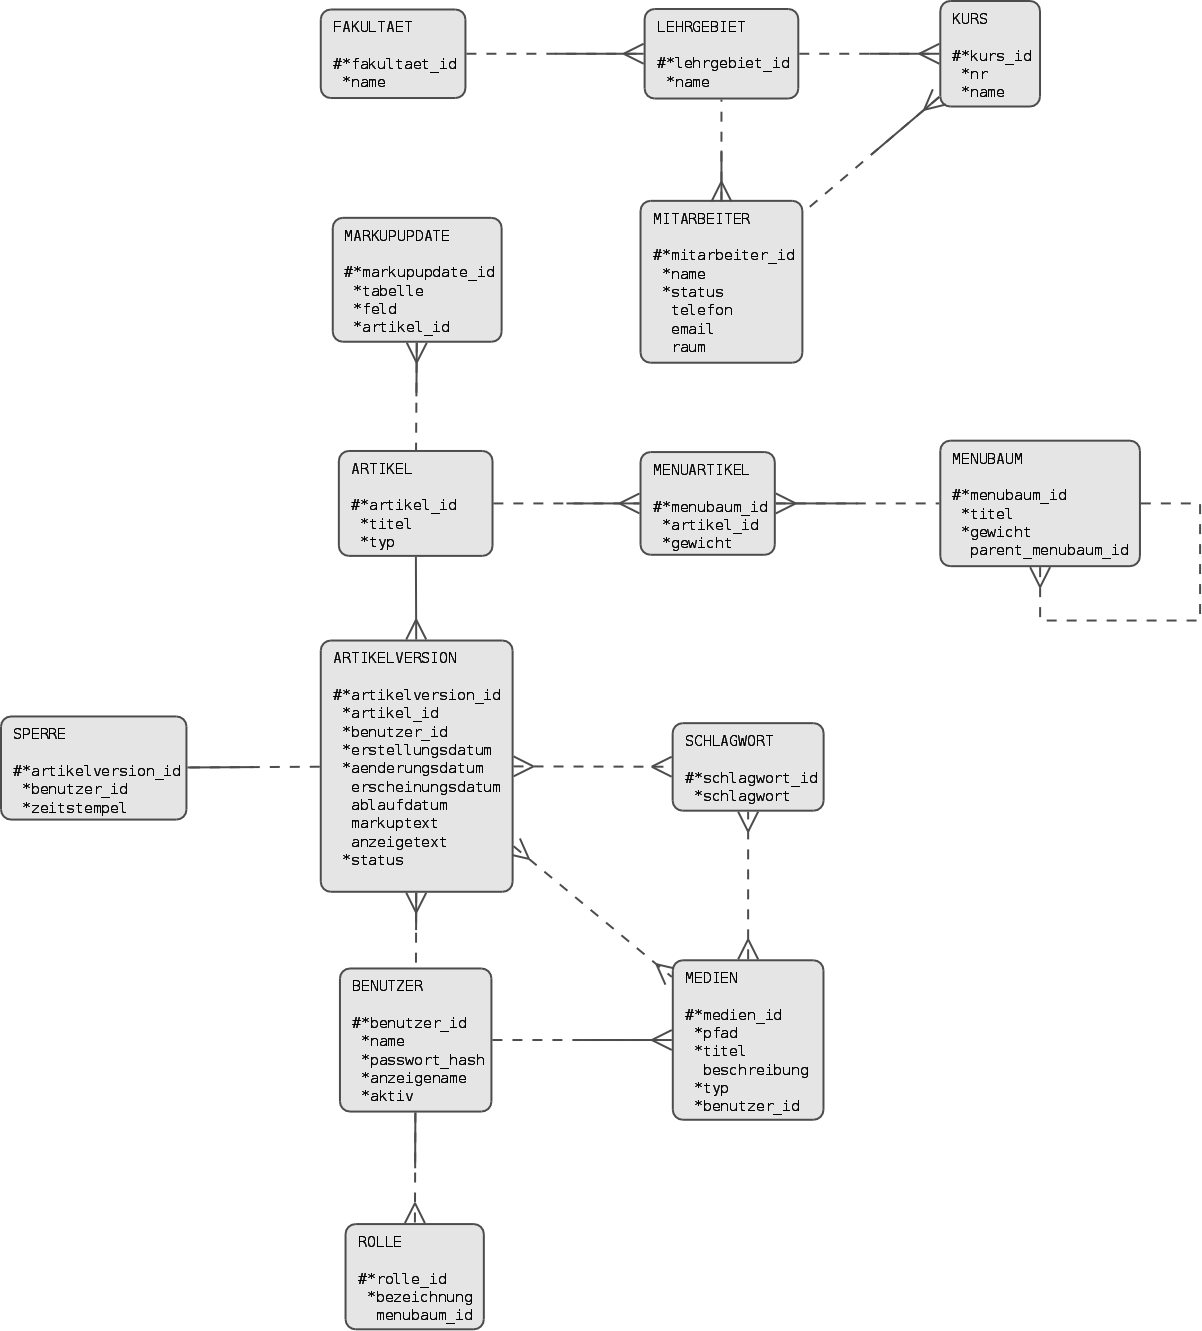 FAKULTAET
#*fakultaet_id
*name
LEHRGEBIET
#*lehrgebiet_id
*name
KURS
#*kurs_id
*nr
*name
MITARBEITER
#*mitarbeiter_id
*name
*status
telefon
email
raum
MARKUPUPDATE
#*markupupdate_id
*tabelle
*feld
*artikel_id
ARTIKEL
#*artikel_id
*titel
*typ
MENUARTIKEL
#*menubaum_id
*artikel_id
*gewicht
MENUBAUM
#*menubaum_id
*titel
*gewicht
parent_menubaum_id
ARTIKELVERSION
#*artikelversion_id
*artikel_id
*benutzer_id
*erstellungsdatum
*aenderungsdatum
erscheinungsdatum
ablaufdatum
markuptext
anzeigetext
*status
SPERRE
#*artikelversion_id
*benutzer_id
*zeitstempel
SCHLAGWORT
#*schlagwort_id
*schlagwort
BENUTZER
#*benutzer_id
*name
*passwort_hash
*anzeigename
*aktiv
MEDIEN
#*medien_id
*pfad
*titel
beschreibung
*typ
*benutzer_id
ROLLE
#*rolle_id
*bezeichnung
menubaum_id